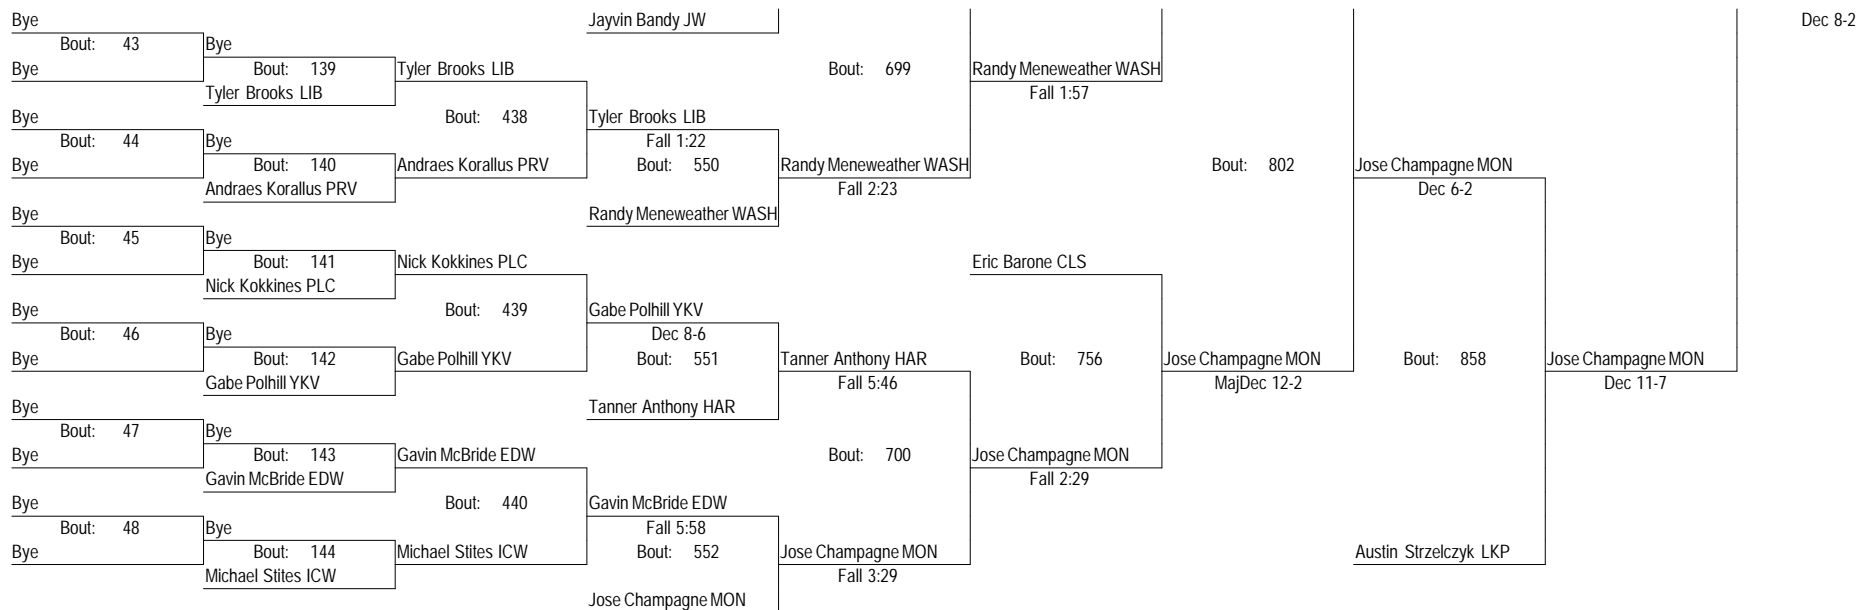 Bye Jayvin Bandy JW Dec 8-2
Bout: 43 Bye
Bye Bout: 139 Tyler Brooks LIB Bout: 699 Randy Meneweather WASH
Tyler Brooks LIB Fall 1:57
Bye Bout: 438 Tyler Brooks LIB
Bout: 44 Bye Fall 1:22
Bye Bout: 140 Andraes Korallus PRV Bout: 550 Randy Meneweather WASH Bout: 802 Jose Champagne MON
Andraes Korallus PRV Fall 2:23 Dec 6-2
Bye Randy Meneweather WASH
Bout: 45 Bye
Bye Bout: 141 Nick Kokkines PLC Eric Barone CLS
Nick Kokkines PLC
Bye Bout: 439 Gabe Polhill YKV
Bout: 46 Bye Dec 8-6
Bye Bout: 142 Gabe Polhill YKV Bout: 551 Tanner Anthony HAR Bout: 756 Jose Champagne MON Bout: 858 Jose Champagne MON
Gabe Polhill YKV Fall 5:46 MajDec 12-2 Dec 11-7
Bye Tanner Anthony HAR
Bout: 47 Bye
Bye Bout: 143 Gavin McBride EDW Bout: 700 Jose Champagne MON
Gavin McBride EDW Fall 2:29
Bye Bout: 440 Gavin McBride EDW
Bout: 48 Bye Fall 5:58
Bye Bout: 144 Michael Stites ICW Bout: 552 Jose Champagne MON Austin Strzelczyk LKP
Michael Stites ICW Fall 3:29
Jose Champagne MON